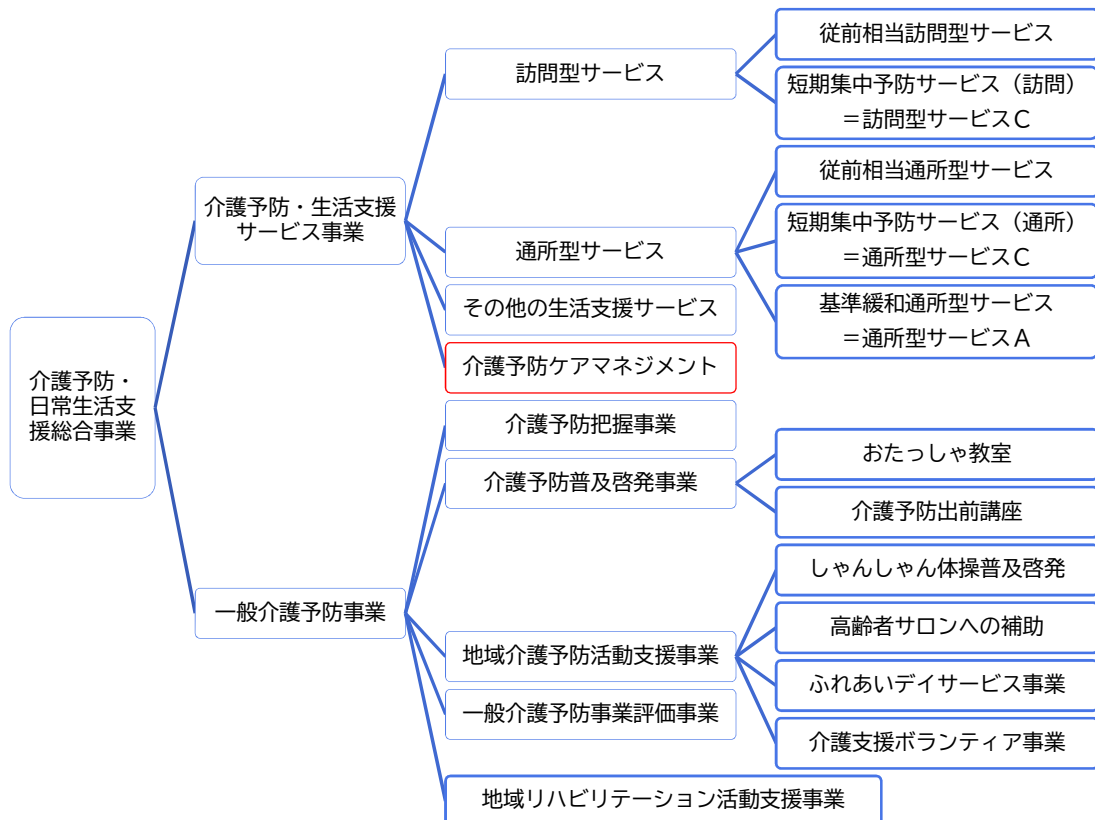 介護予防・
日常生活支
援総合事業
介護予防・生活支援
サービス事業
訪問型サービス
従前相当訪問型サービス
短期集中予防サービス（訪問）
＝訪問型サービスＣ
通所型サービス
従前相当通所型サービス
短期集中予防サービス（通所）
＝通所型サービスＣ
基準緩和通所型サービス
＝通所型サービスＡ
その他の生活支援サービス
介護予防ケアマネジメント
一般介護予防事業
介護予防把握事業
介護予防普及啓発事業
おたっしゃ教室
介護予防出前講座
地域介護予防活動支援事業
しゃんしゃん体操普及啓発
高齢者サロンへの補助
ふれあいデイサービス事業
介護支援ボランティア事業
一般介護予防事業評価事業
地域リハビリテーション活動支援事業